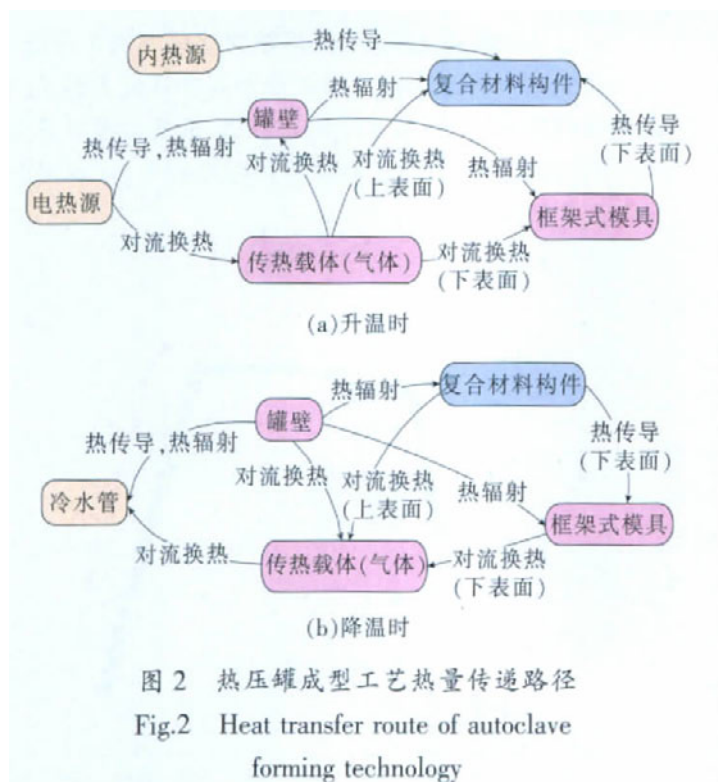 内热源
热传导
复合材料构件
热辐射
罐壁
热传导
(下表面)
热传导,热辐射
对流换热
对流换热
(上表面)
热辐射
电热源
框架式模具
对流换热
传热载体(气体)
对流换热
(下表面)
(a)升温时
复合材料构件
热辐射
罐壁
热传导
(下表面)
热传导,热辐射
对流换热
对流换热
(上表面)
热辐射
冷水管
框架式模具
对流换热
传热载体(气体)
对流换热
(下表面)
(b)降温时
图 2 热压罐成型工艺热量传递路径
Fig.2 Heat transfer route of autoclave
forming technology